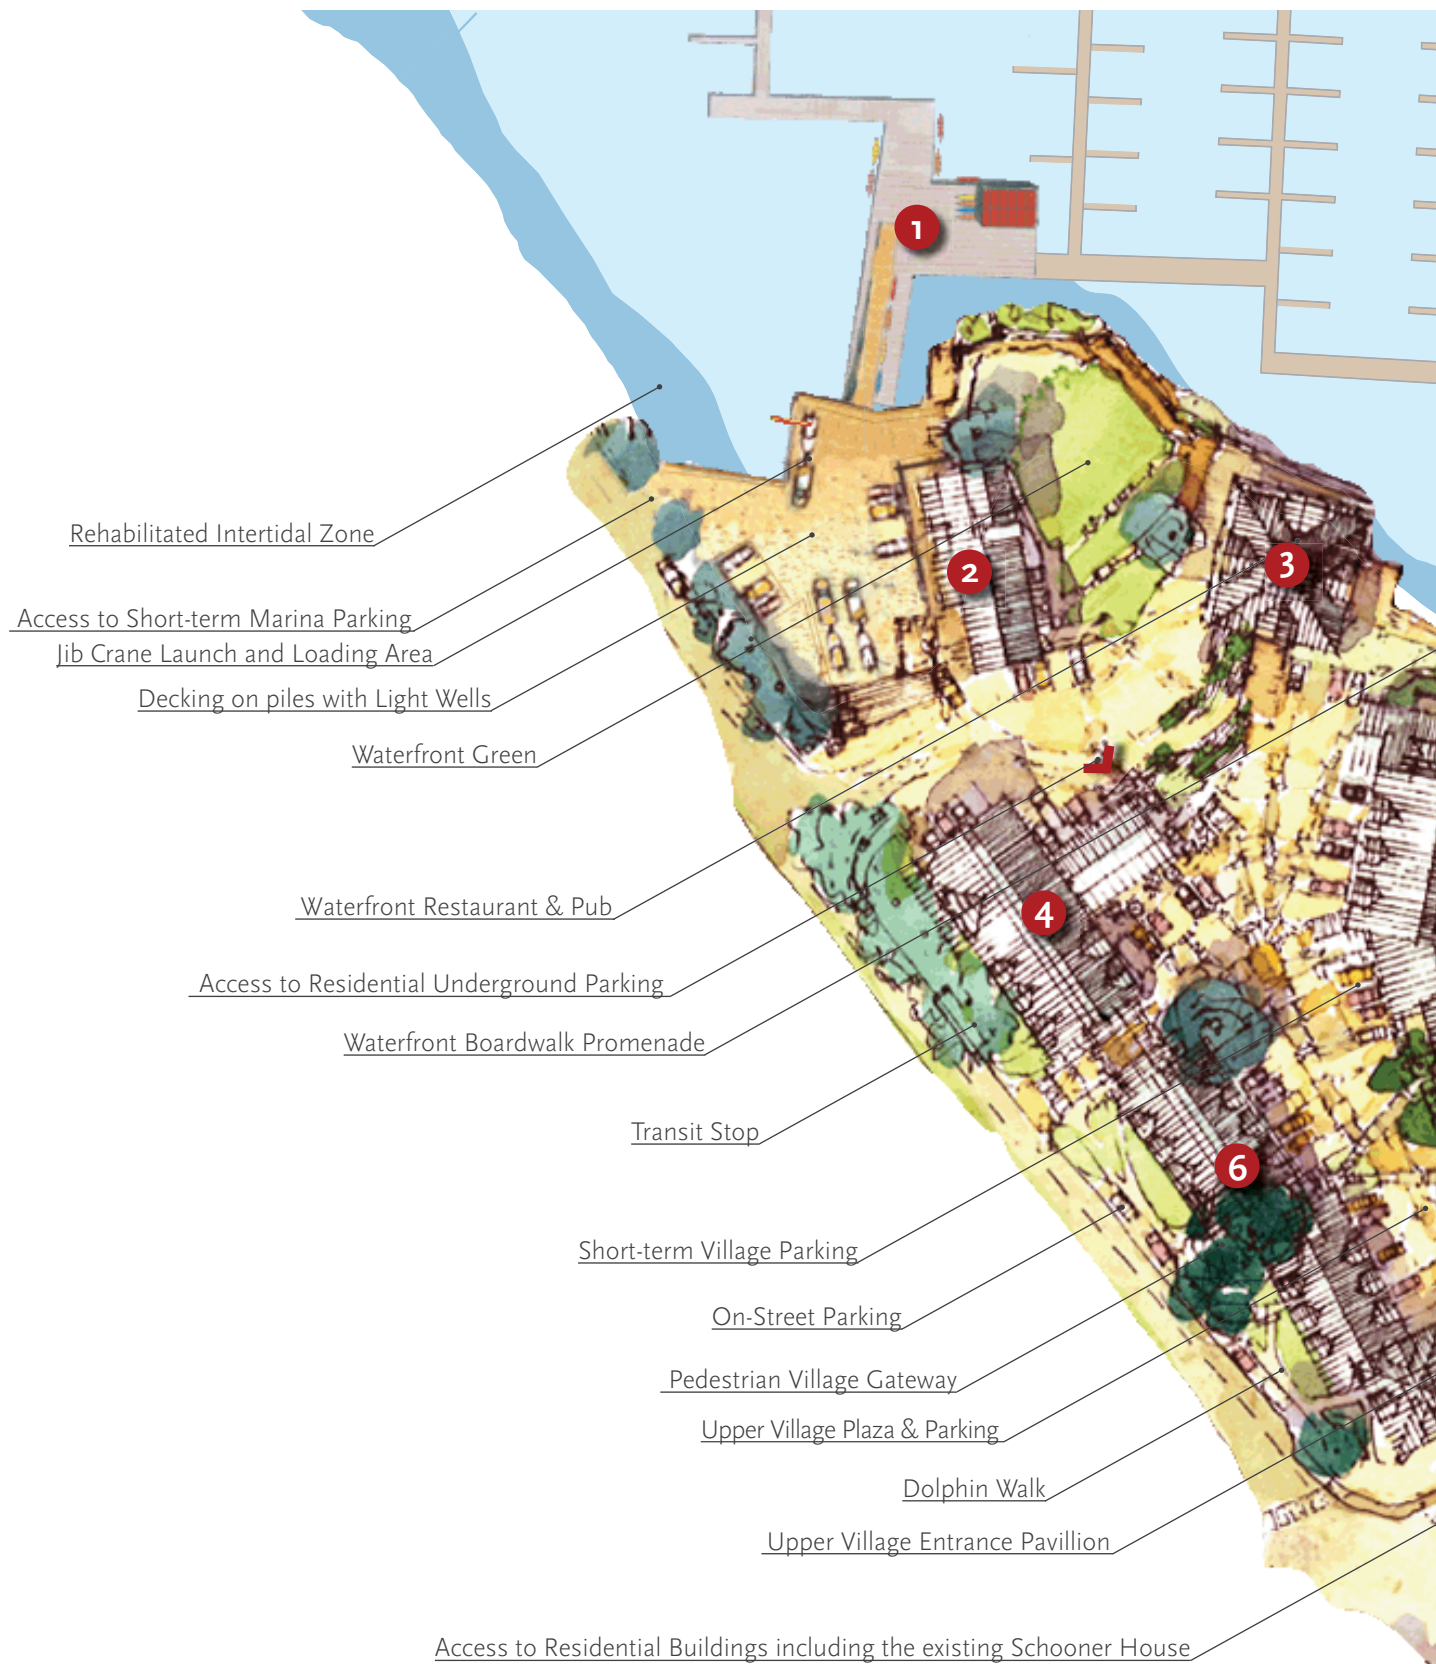 1
Rehabilitated Intertidal Zone
2
3
Access to Short-term Marina Parking
Jib Crane Launch and Loading Area
Decking on piles with Light Wells
Waterfront Green
Waterfront Restaurant & Pub
4
Access to Residential Underground Parking
Waterfront Boardwalk Promenade
Transit Stop
6
Short-term Village Parking
On-Street Parking
Pedestrian Village Gateway
Upper Village Plaza & Parking
Dolphin Walk
Upper Village Entrance Pavillion
Access to Residential Buildings including the existing Schooner House